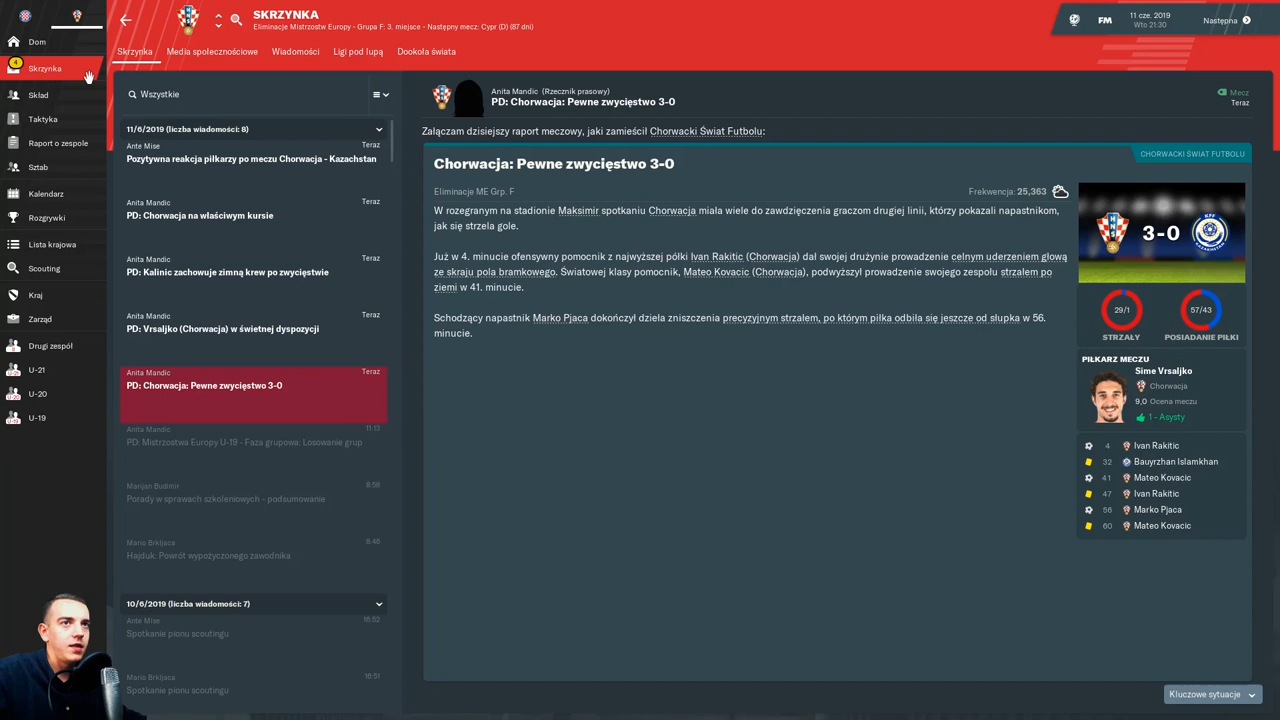 SKRZYNKA
Eliminacje Mistrzostw Europy - Grupa F: 3. miejsce - Następny mecz: Cypr (D) (87 dni)
FM
11 cze. 2019
Wto 21:30
Następna
Skrzynka
Media społecznościowe
Wiadomości
Ligi pod lupą
Dookoła świata
Dom
4
Skrzynka
Skład
Taktyka
Raport o zespole
Sztab
Kalendarz
Rozgrywki
Lista krajowa
Scouting
Kraj
Zarząd
Drugi zespół
U-21
U-20
U-19
Wszystkie
11/6/2019 (liczba wiadomości: 8)
Ante Mise
Teraz
Pozytywna reakcja piłkarzy po meczu Chorwacja - Kazachstan
Anita Mandic
Teraz
PD: Chorwacja na właściwym kursie
Anita Mandic
Teraz
PD: Kalinic zachowuje zimną krew po zwycięstwie
Anita Mandic
Teraz
PD: Vrsaljko (Chorwacja) w świetnej dyspozycji
Anita Mandic
Teraz
PD: Chorwacja: Pewne zwycięstwo 3-0
Anita Mandic
11:13
PD: Mistrzostwa Europy U-19 - Faza grupowa: Losowanie grup
Marijan Budimir
8:58
Porady w sprawach szkoleniowych - podsumowanie
Mario Brkljaca
8:46
Hajduk: Powrót wypożyczonego zawodnika
10/6/2019 (liczba wiadomości: 7)
Ante Mise
16:52
Spotkanie pionu scoutingu
Mario Brkljaca
16:51
Spotkanie pionu scoutingu
Anita Mandic (Rzecznik prasowy)
PD: Chorwacja: Pewne zwycięstwo 3-0
Mecz
Teraz
Załączam dzisiejszy raport meczowy, jaki zamieścił Chorwacki Świat Futbolu:
CHORWACKI ŚWIAT FUTBOLU
Chorwacja: Pewne zwycięstwo 3-0
Eliminacje ME Grp. F
Frekwencja: 25,363
W rozegranym na stadionie Maksimir spotkaniu Chorwacja miała wiele do zawdzięczenia graczom drugiej linii, którzy pokazali napastnikom,
jak się strzela gole.
Już w 4. minucie ofensywny pomocnik z najwyższej półki Ivan Rakitic (Chorwacja) dał swojej drużynie prowadzenie celnym uderzeniem głową
ze skraju pola bramkowego. Światowej klasy pomocnik, Mateo Kovacic (Chorwacja), podwyższył prowadzenie swojego zespołu strzałem po
ziemi w 41. minucie.
Schodzący napastnik Marko Pjaca dokończył dzieła zniszczenia precyzyjnym strzałem, po którym piłka odbiła się jeszcze od słupka w 56.
minucie.
3-0
29/1
57/43
STRZAŁY
POSIADANIE PIŁKI
PIŁKARZ MECZU
Sime Vrsaljko
Chorwacja
9,0 Ocena meczu
1 - Asysty
4 Ivan Rakitic
32 Bauyrzhan Islamkhan
41 Mateo Kovacic
47 Ivan Rakitic
56 Marko Pjaca
60 Mateo Kovacic
Kluczowe sytuacje